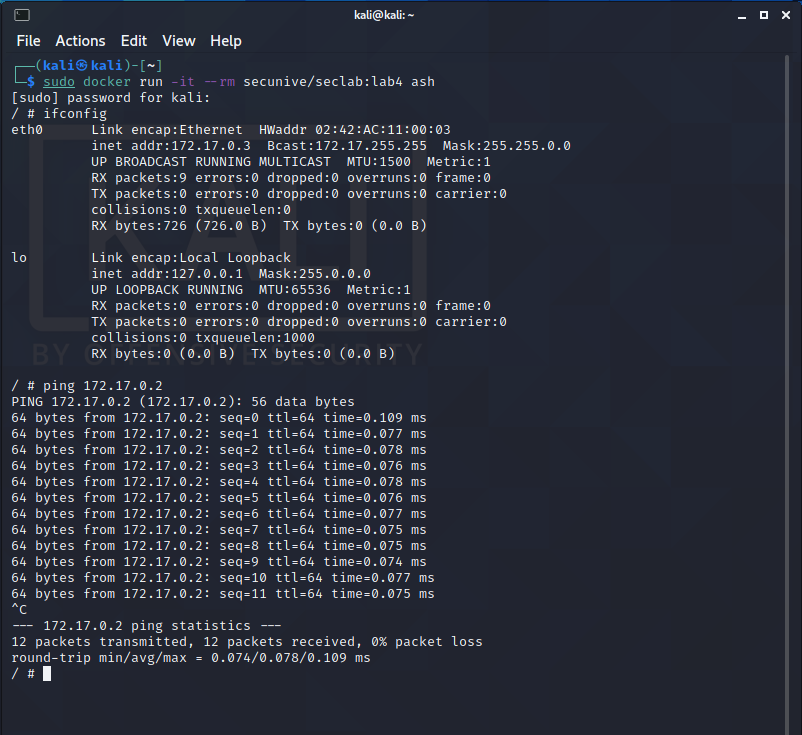 kali@kali: ~
File Actions Edit View Help
┌──(kali㉿kali)-[~]
└─$ sudo docker run -it --rm secunive/seclab:lab4 ash
[sudo] password for kali:
/ # ifconfig
eth0      Link encap:Ethernet  HWaddr 02:42:AC:11:00:03
          inet addr:172.17.0.3  Bcast:172.17.255.255  Mask:255.255.0.0
          UP BROADCAST RUNNING MULTICAST  MTU:1500  Metric:1
          RX packets:9 errors:0 dropped:0 overruns:0 frame:0
          TX packets:0 errors:0 dropped:0 overruns:0 carrier:0
          collisions:0 txqueuelen:0
          RX bytes:726 (726.0 B)  TX bytes:0 (0.0 B)

lo        Link encap:Local Loopback
          inet addr:127.0.0.1  Mask:255.0.0.0
          UP LOOPBACK RUNNING  MTU:65536  Metric:1
          RX packets:0 errors:0 dropped:0 overruns:0 frame:0
          TX packets:0 errors:0 dropped:0 overruns:0 carrier:0
          collisions:0 txqueuelen:1000
          RX bytes:0 (0.0 B)  TX bytes:0 (0.0 B)
KALI
BY OFFENSIVE SECURITY

/ # ping 172.17.0.2
PING 172.17.0.2 (172.17.0.2): 56 data bytes
64 bytes from 172.17.0.2: seq=0 ttl=64 time=0.109 ms
64 bytes from 172.17.0.2: seq=1 ttl=64 time=0.077 ms
64 bytes from 172.17.0.2: seq=2 ttl=64 time=0.078 ms
64 bytes from 172.17.0.2: seq=3 ttl=64 time=0.076 ms
64 bytes from 172.17.0.2: seq=4 ttl=64 time=0.078 ms
64 bytes from 172.17.0.2: seq=5 ttl=64 time=0.076 ms
64 bytes from 172.17.0.2: seq=6 ttl=64 time=0.077 ms
64 bytes from 172.17.0.2: seq=7 ttl=64 time=0.075 ms
64 bytes from 172.17.0.2: seq=8 ttl=64 time=0.075 ms
64 bytes from 172.17.0.2: seq=9 ttl=64 time=0.074 ms
64 bytes from 172.17.0.2: seq=10 ttl=64 time=0.077 ms
64 bytes from 172.17.0.2: seq=11 ttl=64 time=0.075 ms
^C
--- 172.17.0.2 ping statistics ---
12 packets transmitted, 12 packets received, 0% packet loss
round-trip min/avg/max = 0.074/0.078/0.109 ms
/ #